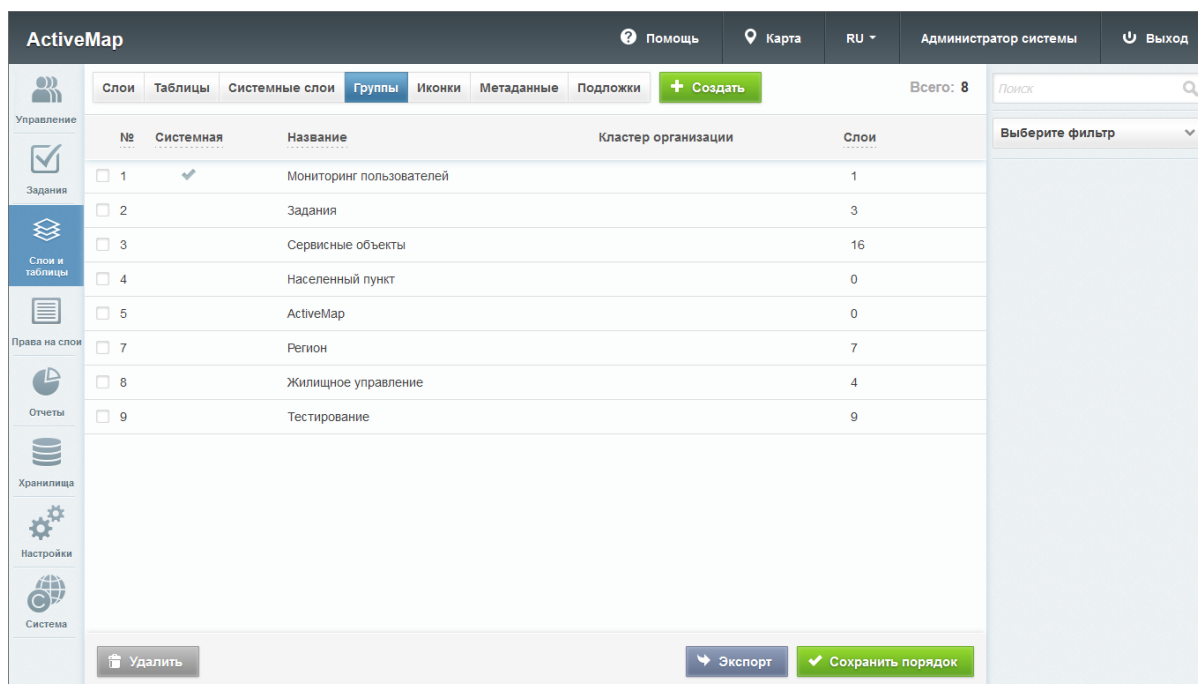 ActiveMap
Помощь Карта RU Администратор системы Выход
Управление
Задания
Слои и
таблицы
Права на слои
Отчеты
Хранилища
Настройки
Система
Слои Таблицы Системные слои Группы Иконки Метаданные Подложки Создать Всего: 8
№ Системная Название Кластер организации Слои
1 Мониторинг пользователей 1
2 Задания 3
3 Сервисные объекты 16
4 Населенный пункт 0
5 ActiveMap 0
7 Регион 7
8 Жилищное управление 4
9 Тестирование 9
Удалить Экспорт Сохранить порядок
Поиск
Выберите фильтр